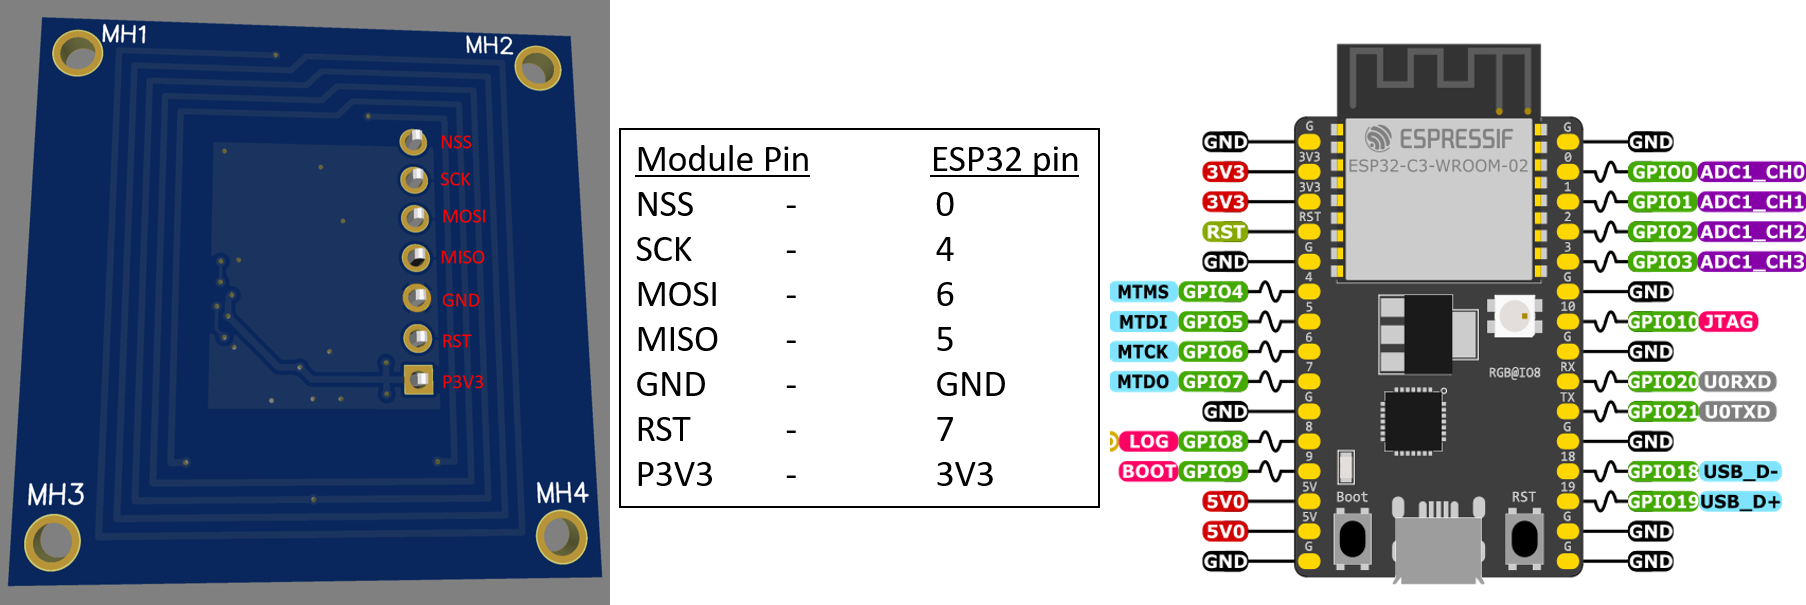 MH1
MH2
NSS
SCK
MOSI
MISO
GND
RST
P3V3
MH3
MH4
Module Pin ESP32 pin
NSS - 0
SCK - 4
MOSI - 6
MISO - 5
GND - GND
RST - 7
P3V3 - 3V3
ESPRESSIF
ESP32-C3-WROOM-02
GND G G GND
3V3 3V3 0 GPIO0 ADC1_CH0
3V3 3V3 1 GPIO1 ADC1_CH1
RST RST 2 GPIO2 ADC1_CH2
GND G 3 GPIO3 ADC1_CH3
MTMS GPIO4 4 G GND
MTDI GPIO5 5 10 GPIO10 JTAG
MTCK GPIO6 6 G GND
RGB@IO8
MTDO GPIO7 7 RX GPIO20 U0RXD
GND G TX GPIO21 U0TXD
LOG GPIO8 8 G GND
BOOT GPIO9 9 18 GPIO18 USB_D-
5V0 5V 19 GPIO19 USB_D+
Boot RST
5V0 5V G GND
GND G G GND